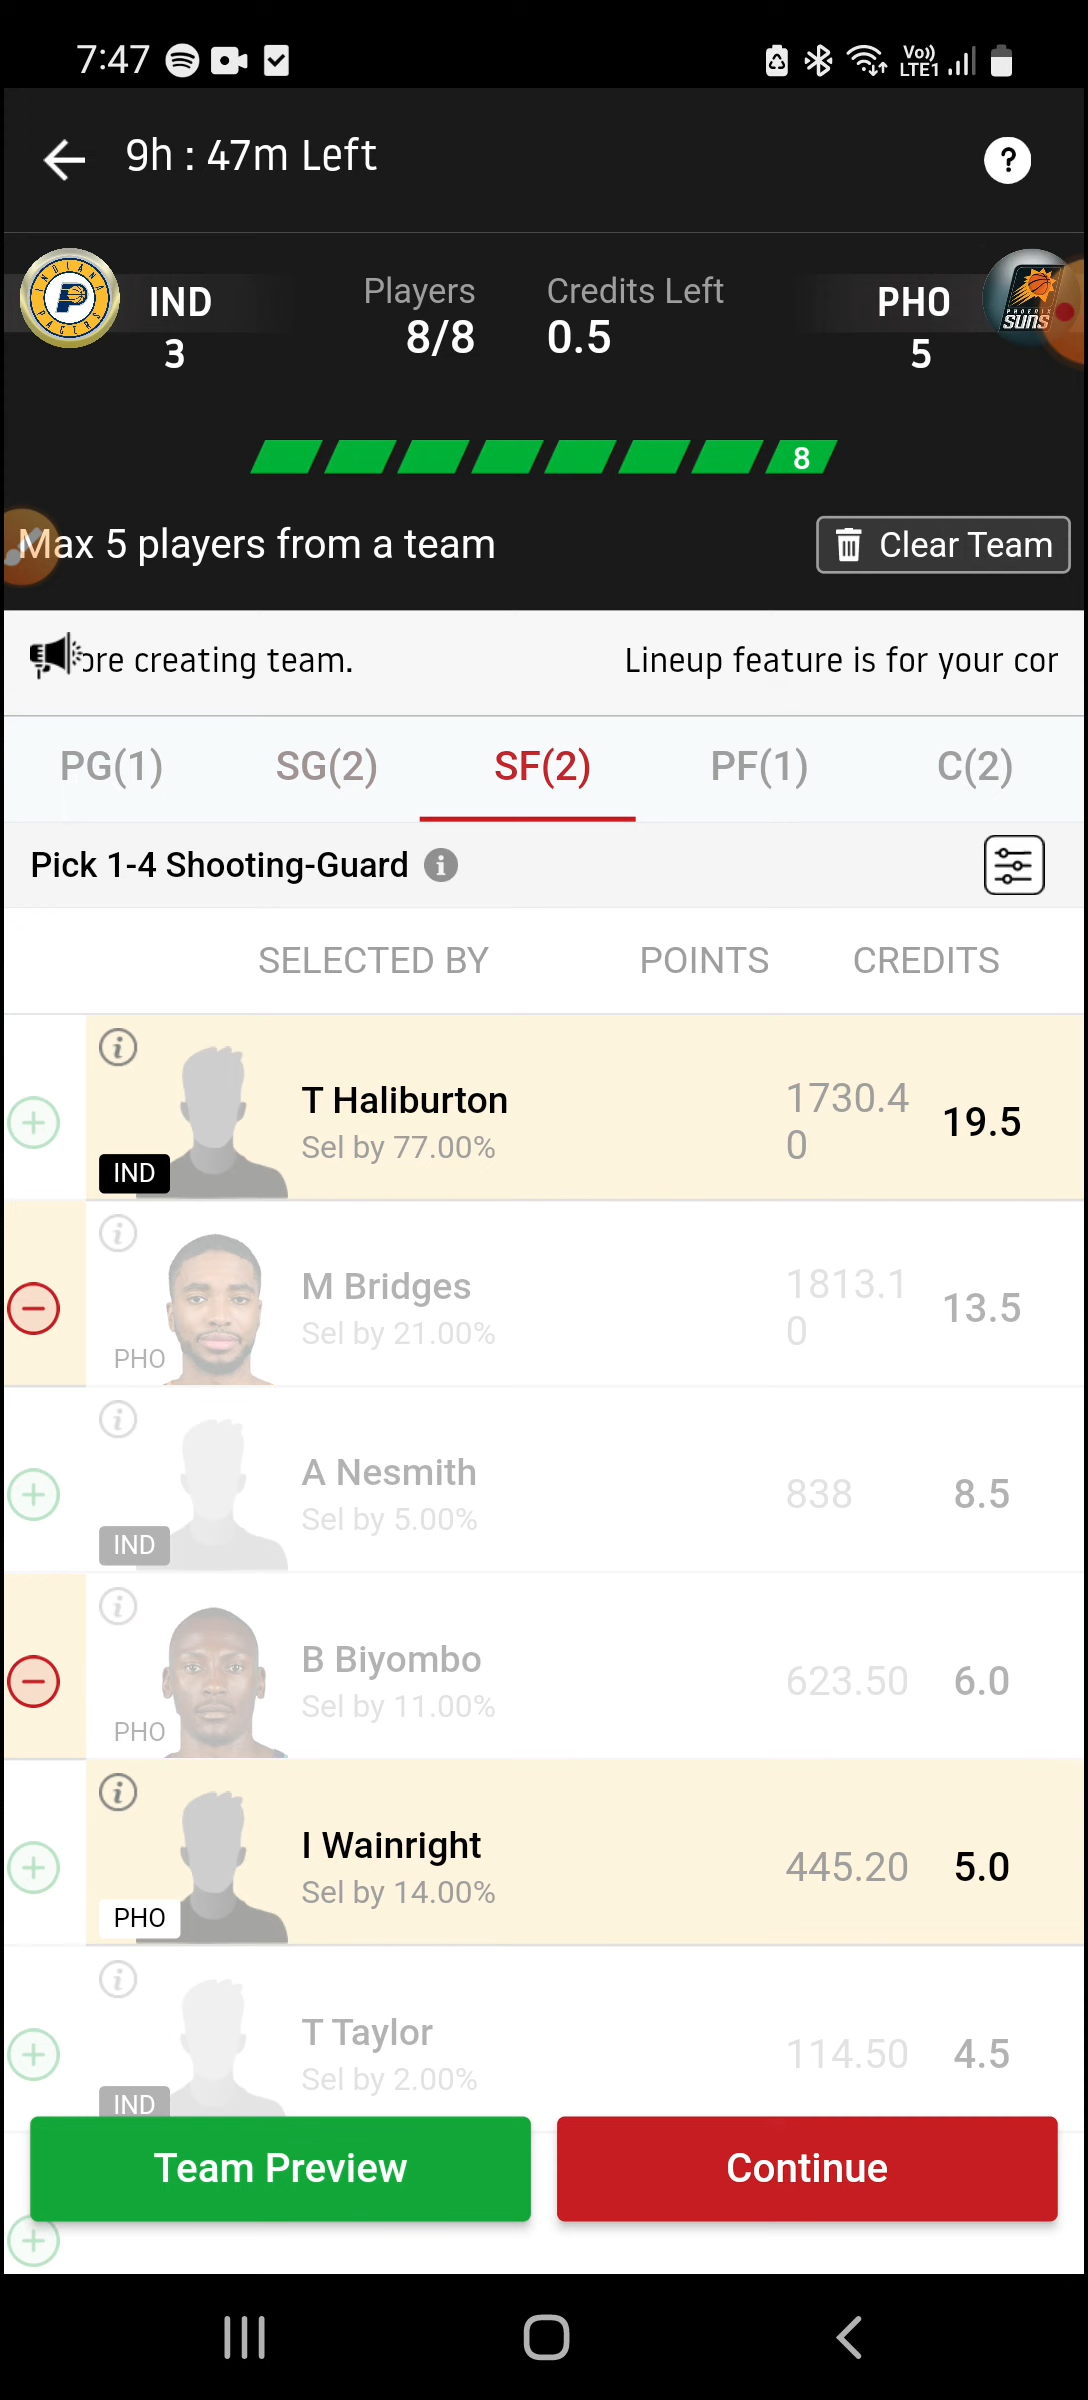 7:47
Vo))
LTE1
9h : 47m Left
?
INDIANA
PACERS
IND
3
Players
8/8
Credits Left
0.5
PHO
5
PHOENIX
SUNS
8
Max 5 players from a team
Clear Team
ore creating team.
Lineup feature is for your cor
PG(1)
SG(2)
SF(2)
PF(1)
C(2)
Pick 1-4 Shooting-Guard
SELECTED BY
POINTS
CREDITS
T Haliburton
Sel by 77.00%
IND
1730.4
0
19.5
M Bridges
Sel by 21.00%
PHO
1813.1
0
13.5
A Nesmith
Sel by 5.00%
IND
838
8.5
B Biyombo
Sel by 11.00%
PHO
623.50
6.0
I Wainright
Sel by 14.00%
PHO
445.20
5.0
T Taylor
Sel by 2.00%
IND
114.50
4.5
Team Preview
Continue